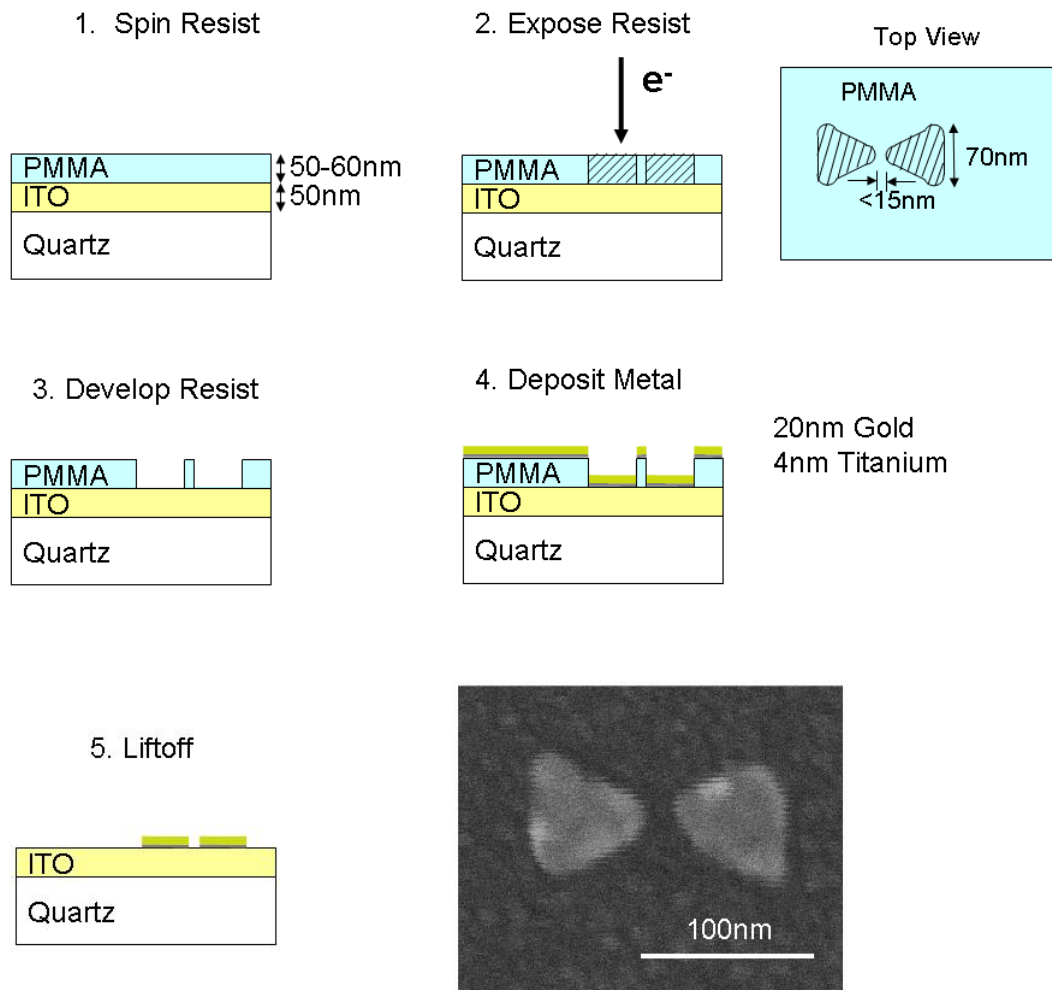 1. Spin Resist
PMMA
50-60nm
ITO
50nm
Quartz
2. Expose Resist
e-
PMMA
ITO
Quartz
Top View
PMMA
70nm
<15nm
3. Develop Resist
PMMA
ITO
Quartz
4. Deposit Metal
20nm Gold
4nm Titanium
PMMA
ITO
Quartz
5. Liftoff
ITO
Quartz
100nm